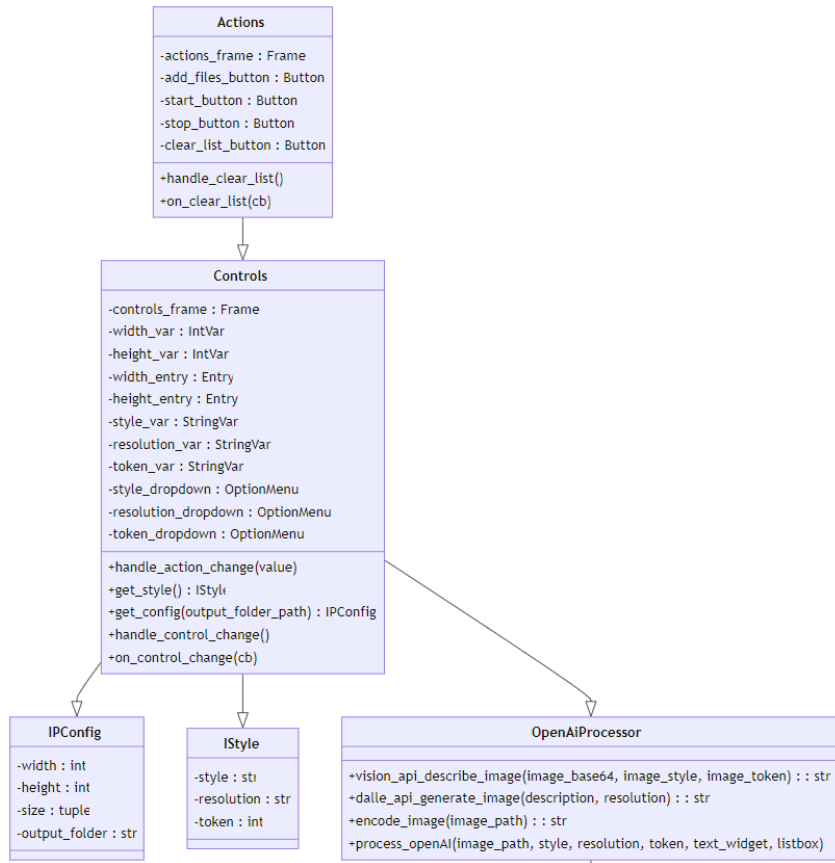 Actions
-actions_frame : Frame
-add_files_button : Button
-start_button : Button
-stop_button : Button
-clear_list_button : Button
+handle_clear_list()
+on_clear_list(cb)
Controls
-controls_frame : Frame
-width_var : IntVar
-height_var : IntVar
-width_entry : Entry
-height_entry : Entry
-style_var : StringVar
-resolution_var : StringVar
-token_var : StringVar
-style_dropdown : OptionMenu
-resolution_dropdown : OptionMenu
-token_dropdown : OptionMenu
+handle_action_change(value)
+get_style() : IStyle
+get_config(output_folder_path) : IPConfig
+handle_control_change()
+on_control_change(cb)
IPConfig
-width : int
-height : int
-size : tuple
-output_folder : str
IStyle
-style : str
-resolution : str
-token : int
OpenAiProcessor
+vision_api_describe_image(image_base64, image_style, image_token) : : str
+dalle_api_generate_image(description, resolution) : : str
+encode_image(image_path) : : str
+process_openAI(image_path, style, resolution, token, text_widget, listbox)